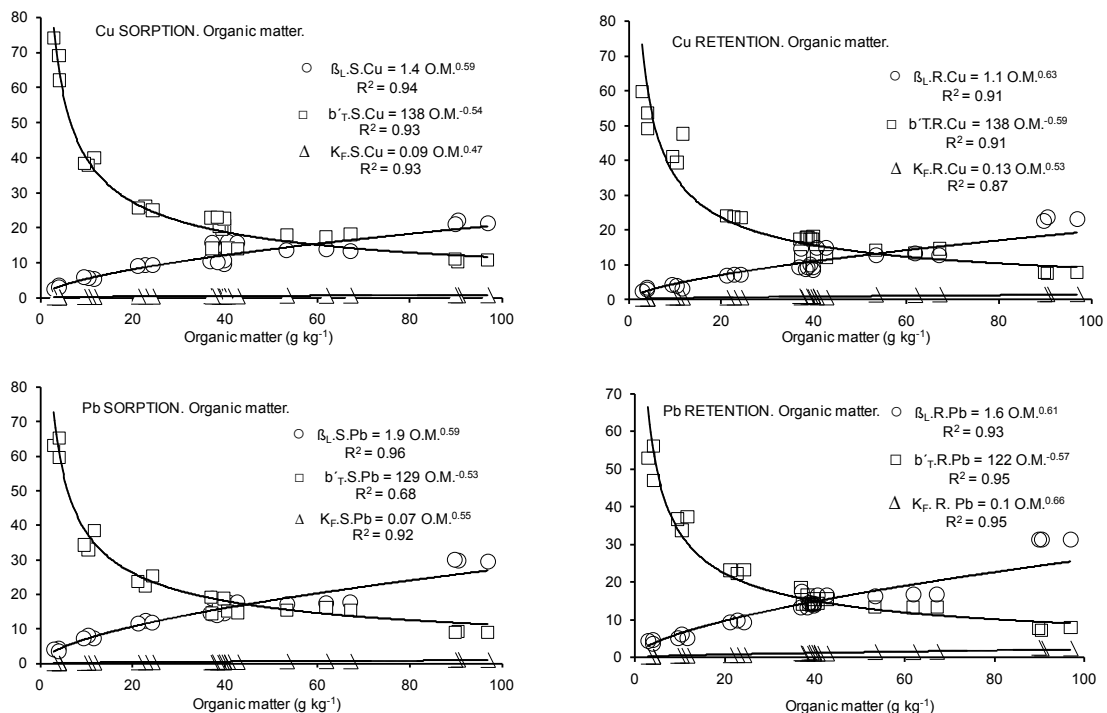 Cu SORPTION. Organic matter.
ß_L.S.Cu = 1.4 O.M.^0.59
R² = 0.94
b´_T.S.Cu = 138 O.M.^-0.54
R² = 0.93
K_F.S.Cu = 0.09 O.M.^0.47
R² = 0.93
80
70
60
50
40
30
20
10
0
0 20 40 60 80 100
Organic matter (g kg⁻¹)
Cu RETENTION. Organic matter.
ß_L.R.Cu = 1.1 O.M.^0.63
R² = 0.91
b´T.R.Cu = 138 O.M.^-0.59
R² = 0.91
K_F.R.Cu = 0.13 O.M.^0.53
R² = 0.87
80
70
60
50
40
30
20
10
0
0 20 40 60 80 100
Organic matter (g kg⁻¹)
Pb SORPTION. Organic matter.
ß_L.S.Pb = 1.9 O.M.^0.59
R² = 0.96
b´_T.S.Pb = 129 O.M.^-0.53
R² = 0.68
K_F.S.Pb = 0.07 O.M.^0.55
R² = 0.92
80
70
60
50
40
30
20
10
0
0 20 40 60 80 100
Organic matter (g kg⁻¹)
Pb RETENTION. Organic matter.
ß_L.R.Pb = 1.6 O.M.^0.61
R² = 0.93
b´_T.R.Pb = 122 O.M.^-0.57
R² = 0.95
K_F. R. Pb = 0.1 O.M.^0.66
R² = 0.95
70
60
50
40
30
20
10
0
0 20 40 60 80 100
Organic matter (g kg⁻¹)